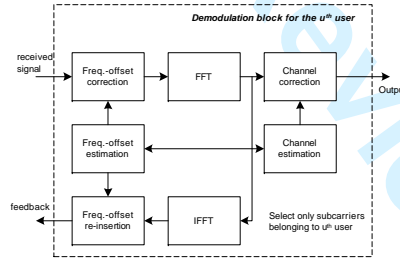 Demodulation block for the uth user
received
signal
Freq.-offset
correction
FFT
Channel
correction
Output
Freq.-offset
estimation
Channel
estimation
feedback
Freq.-offset
re-insertion
IFFT
Select only subcarriers
belonging to uth user